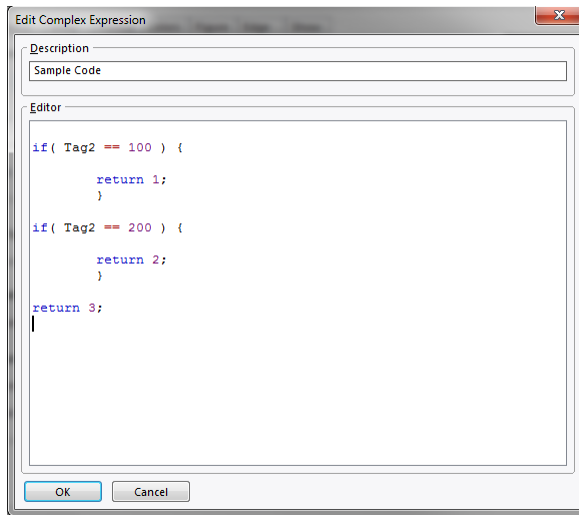 Edit Complex Expression
Description
Sample Code
Editor
if( Tag2 == 100 ) {
return 1;
}
if( Tag2 == 200 ) {
return 2;
}
return 3;
OK
Cancel